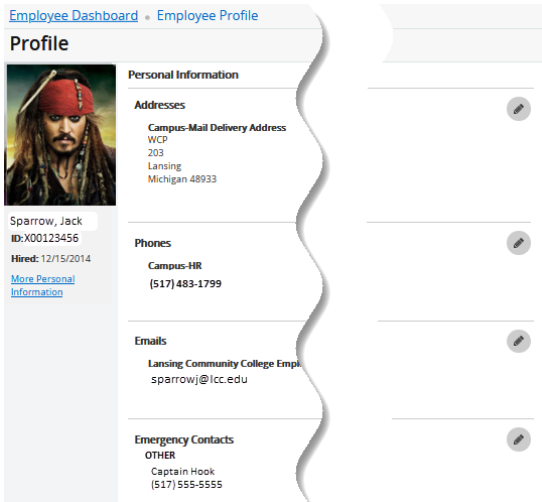 Employee Dashboard • Employee Profile
Profile
Personal Information
Addresses
Campus-Mail Delivery Address
WCP
203
Lansing
Michigan 48933
Sparrow, Jack
ID:X00123456
Hired: 12/15/2014
More Personal
Information
Phones
Campus-HR
(517) 483-1799
Emails
Lansing Community College
sparrowj@lcc.edu
Emergency Contacts
OTHER
Captain Hook
(517) 555-5555